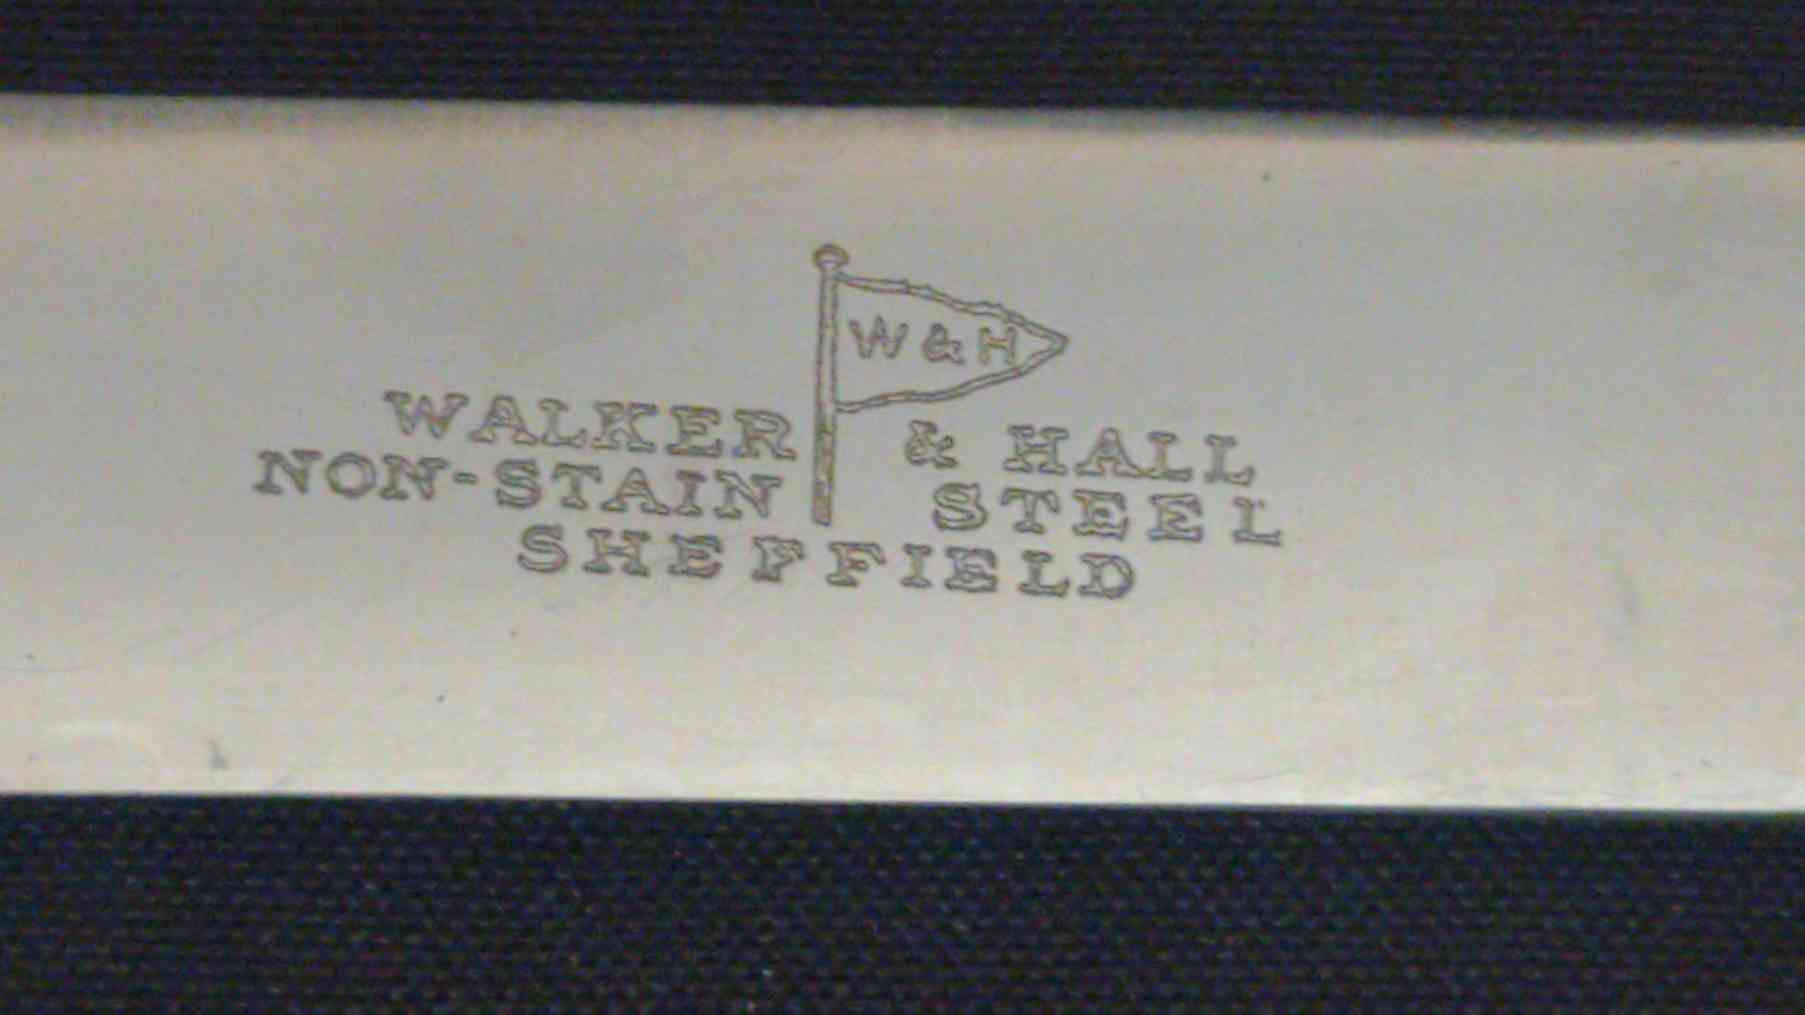 W & H
WALKER & HALL
NON-STAIN STEEL
SHEFFIELD